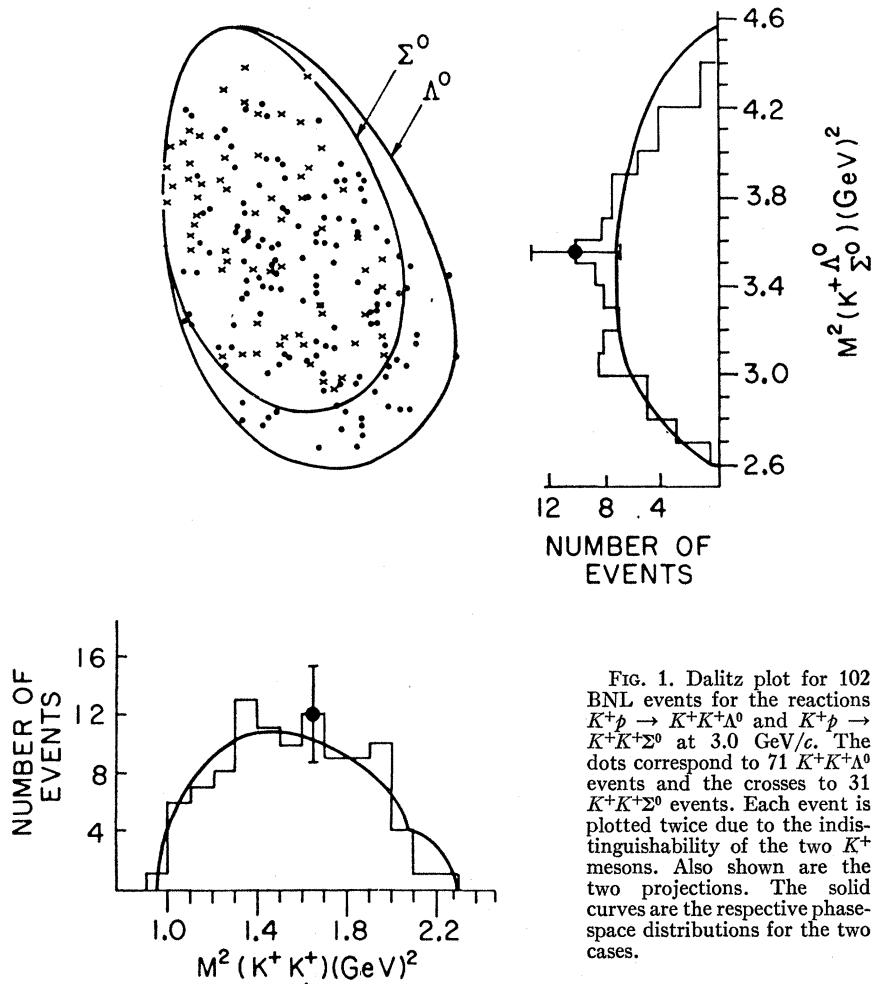 Σ⁰
Λ⁰
4.6
4.2
3.8
3.4
3.0
2.6
M² (K⁺ Λ⁰ Σ⁰) (GeV)²
12 8 4
NUMBER OF
EVENTS
NUMBER OF
EVENTS
16
12
8
4
1.0 1.4 1.8 2.2
M² (K⁺ K⁺) (GeV)²
FIG. 1. Dalitz plot for 102
BNL events for the reactions
K⁺p → K⁺K⁺Λ⁰ and K⁺p →
K⁺K⁺Σ⁰ at 3.0 GeV/c. The
dots correspond to 71 K⁺K⁺Λ⁰
events and the crosses to 31
K⁺K⁺Σ⁰ events. Each event is
plotted twice due to the indis-
tinguishability of the two K⁺
mesons. Also shown are the
two projections. The solid
curves are the respective phase-
space distributions for the two
cases.